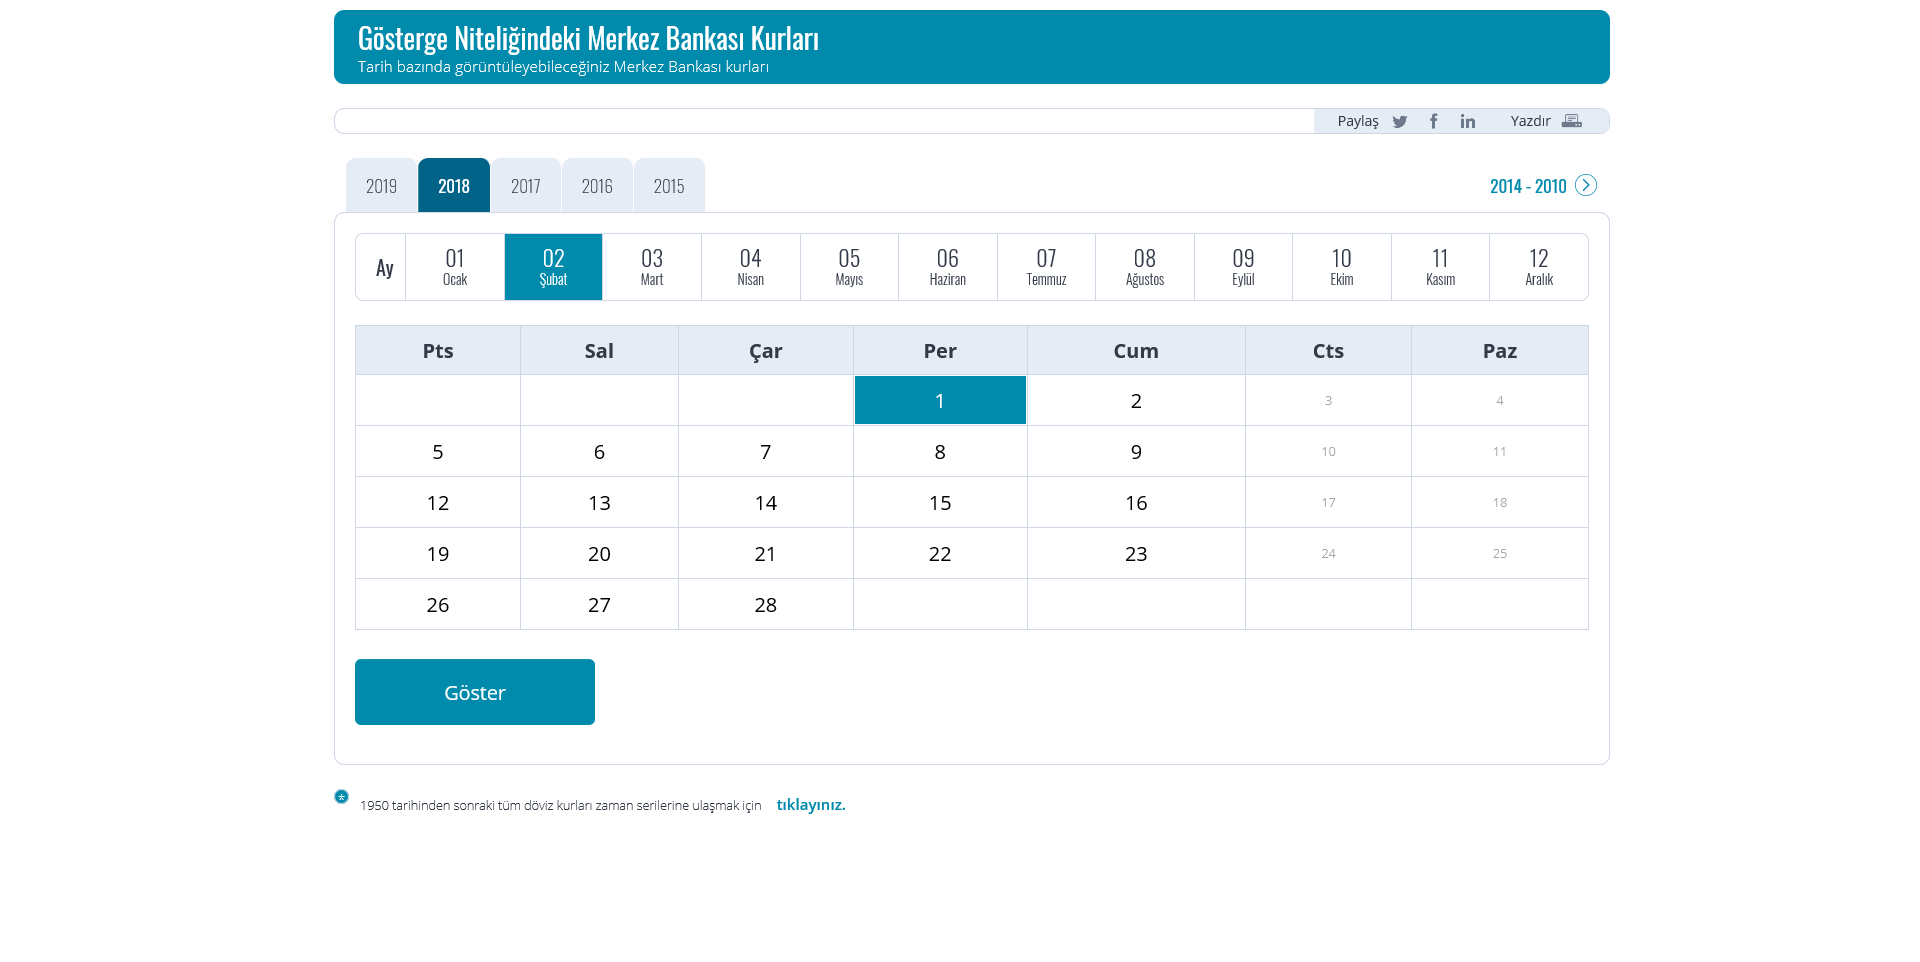 Gösterge Niteliğindeki Merkez Bankası Kurları
Tarih bazında görüntüleyebileceğiniz Merkez Bankası kurları
Paylaş Yazdır
2019 2018 2017 2016 2015 2014 - 2010
Ay 01 02 03 04 05 06 07 08 09 10 11 12
Ocak Şubat Mart Nisan Mayıs Haziran Temmuz Ağustos Eylül Ekim Kasım Aralık
Pts Sal Çar Per Cum Cts Paz
1 2 3 4
5 6 7 8 9 10 11
12 13 14 15 16 17 18
19 20 21 22 23 24 25
26 27 28
Göster
* 1950 tarihinden sonraki tüm döviz kurları zaman serilerine ulaşmak için tıklayınız.